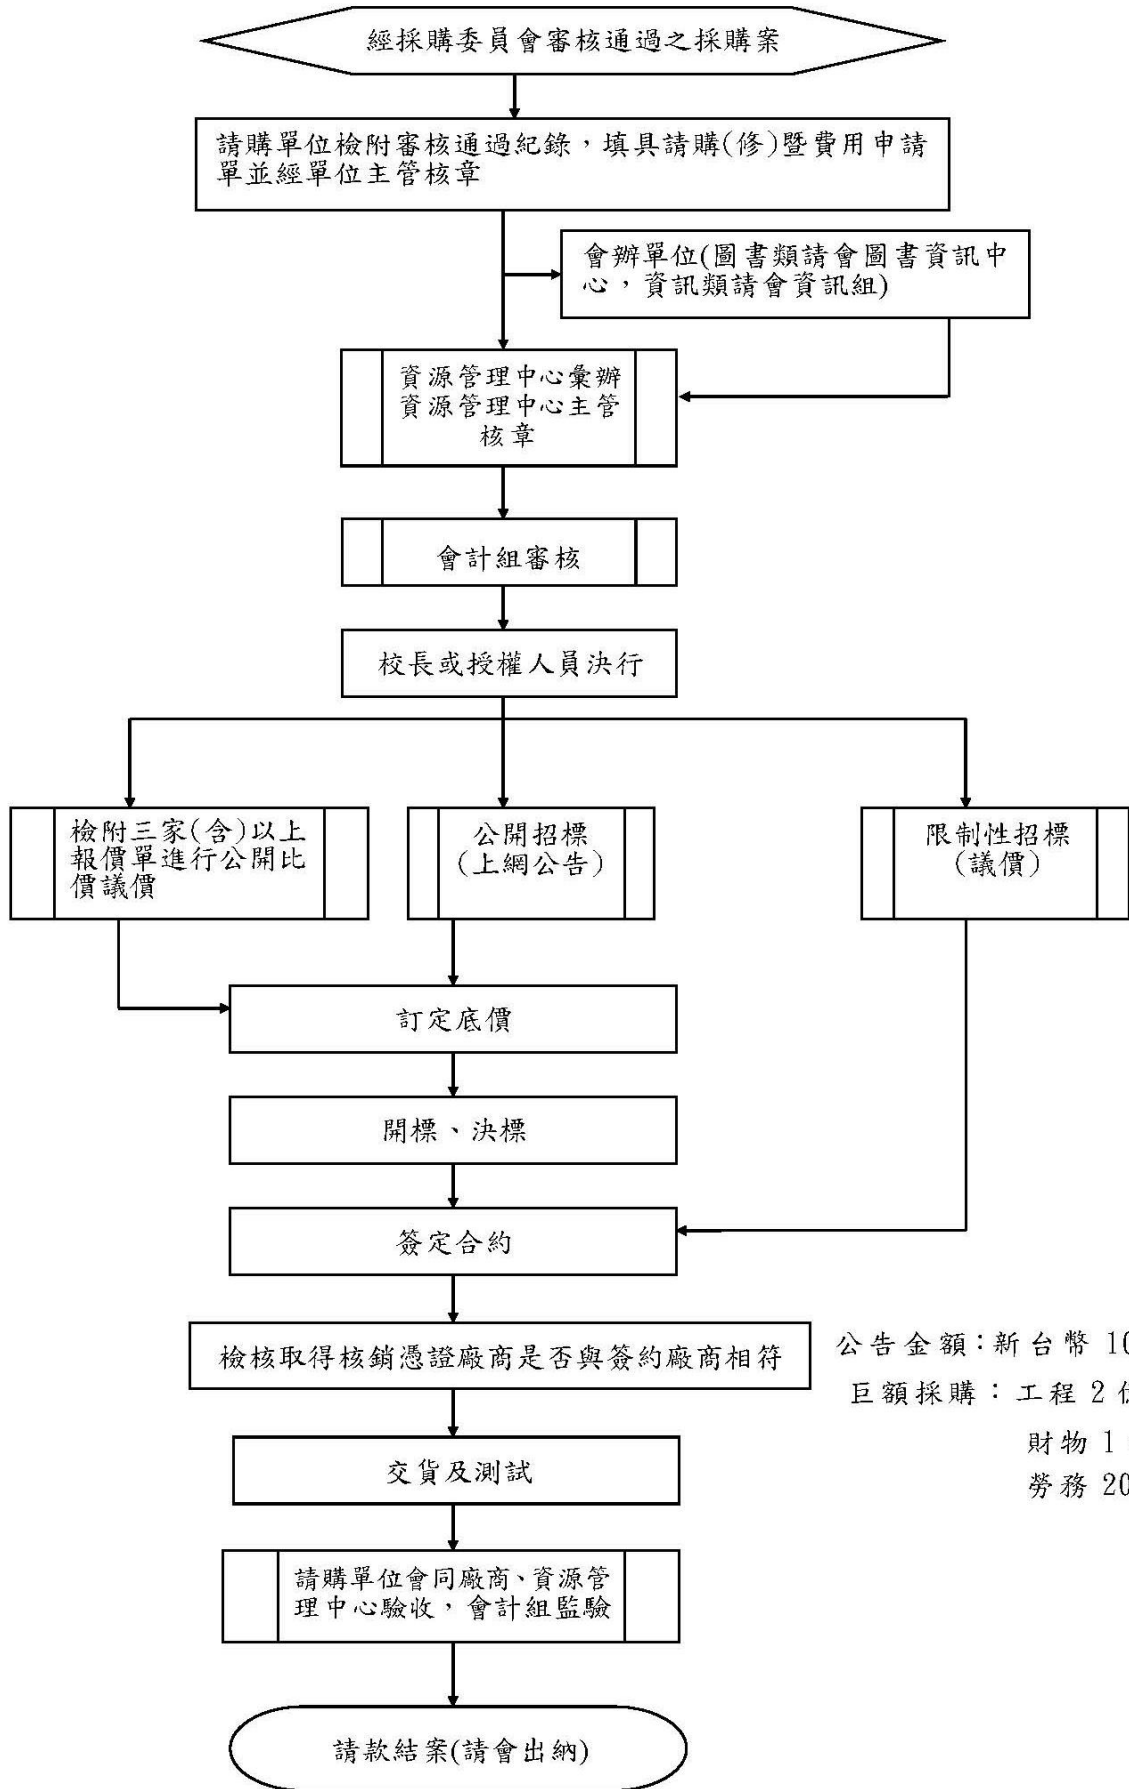 經採購委員會審核通過之採購案
請購單位檢附審核通過紀錄，填具請購(修)暨費用申請
單並經單位主管核章
會辦單位(圖書類請會圖書資訊中
心，資訊類請會資訊組)
資源管理中心彙辦
資源管理中心主管
核章
會計組審核
校長或授權人員決行
檢附三家(含)以上
報價單進行公開比
價議價
公開招標
(上網公告)
限制性招標
(議價)
訂定底價
開標、決標
簽定合約
檢核取得核銷憑證廠商是否與簽約廠商相符
公告金額：新台幣 10
巨額採購：工程 2
財物 1
勞務 20
交貨及測試
請購單位會同廠商、資源管
理中心驗收，會計組監驗
請款結案(請會出納)